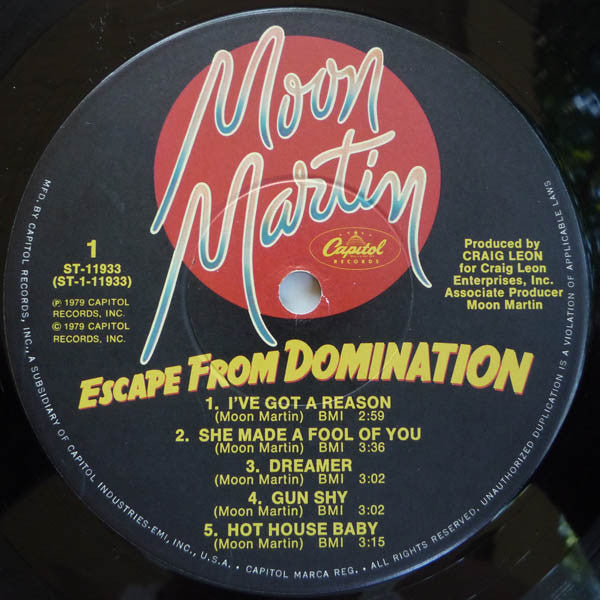 Moon
Martin
Capitol
RECORDS
1
ST-11933
(ST-1-11933)
Ⓟ 1979 CAPITOL
RECORDS, INC.
© 1979 CAPITOL
RECORDS, INC.
Produced by
CRAIG LEON
for Craig Leon
Enterprises, Inc.
Associate Producer
Moon Martin
ESCAPE FROM DOMINATION
1. I'VE GOT A REASON
(Moon Martin) BMI 2:59
2. SHE MADE A FOOL OF YOU
(Moon Martin) BMI 3:36
3. DREAMER
(Moon Martin) BMI 3:02
4. GUN SHY
(Moon Martin) BMI 3:02
5. HOT HOUSE BABY
(Moon Martin) BMI 3:15
MFD. BY CAPITOL RECORDS, INC., A SUBSIDIARY OF CAPITOL INDUSTRIES-EMI, INC., U.S.A. • CAPITOL MARCA REG. • ALL RIGHTS RESERVED. UNAUTHORIZED DUPLICATION IS A VIOLATION OF APPLICABLE LAWS